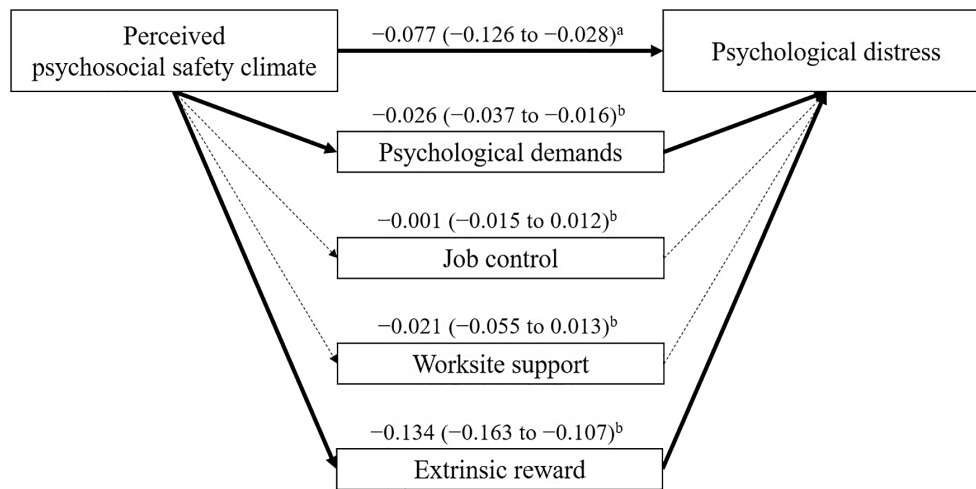 Perceived
psychosocial safety climate
−0.077 (−0.126 to −0.028)ᵃ
Psychological distress
−0.026 (−0.037 to −0.016)ᵇ
Psychological demands
−0.001 (−0.015 to 0.012)ᵇ
Job control
−0.021 (−0.055 to 0.013)ᵇ
Worksite support
−0.134 (−0.163 to −0.107)ᵇ
Extrinsic reward